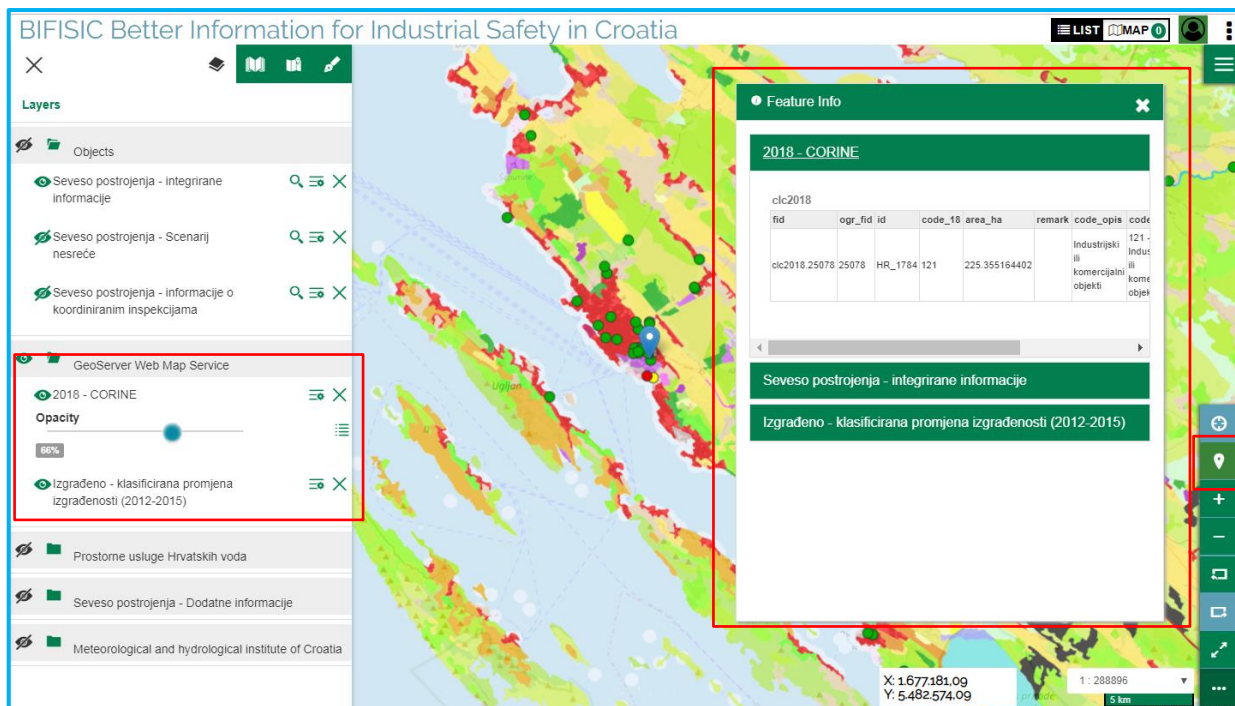 BIFISIC Better Information for Industrial Safety in Croatia
LIST MAP 0
Layers
Objects
Seveso postrojenja - integrirane
informacije
Seveso postrojenja - Scenarij
nesreće
Seveso postrojenja - informacije o
koordiniranim inspekcijama
GeoServer Web Map Service
2018 - CORINE
Opacity
66%
Izgrađeno - klasificirana promjena
izgrađenosti (2012-2015)
Prostorne usluge Hrvatskih voda
Seveso postrojenja - Dodatne informacije
Meteorological and hydrological institute of Croatia
Ugljan
Feature Info
2018 - CORINE
clc2018
fid ogr_fid id code_18 area_ha remark code_opis code
clc2018.25078 25078 HR_1784 121 225.355164402
Industrijski
ili
komercijalni
objekti
121 -
Indus
ili
kome
objek
Seveso postrojenja - integrirane informacije
Izgrađeno - klasificirana promjena izgrađenosti (2012-2015)
X: 1.677.181,09
Y: 5.482.574,09
1 : 288896
5 km